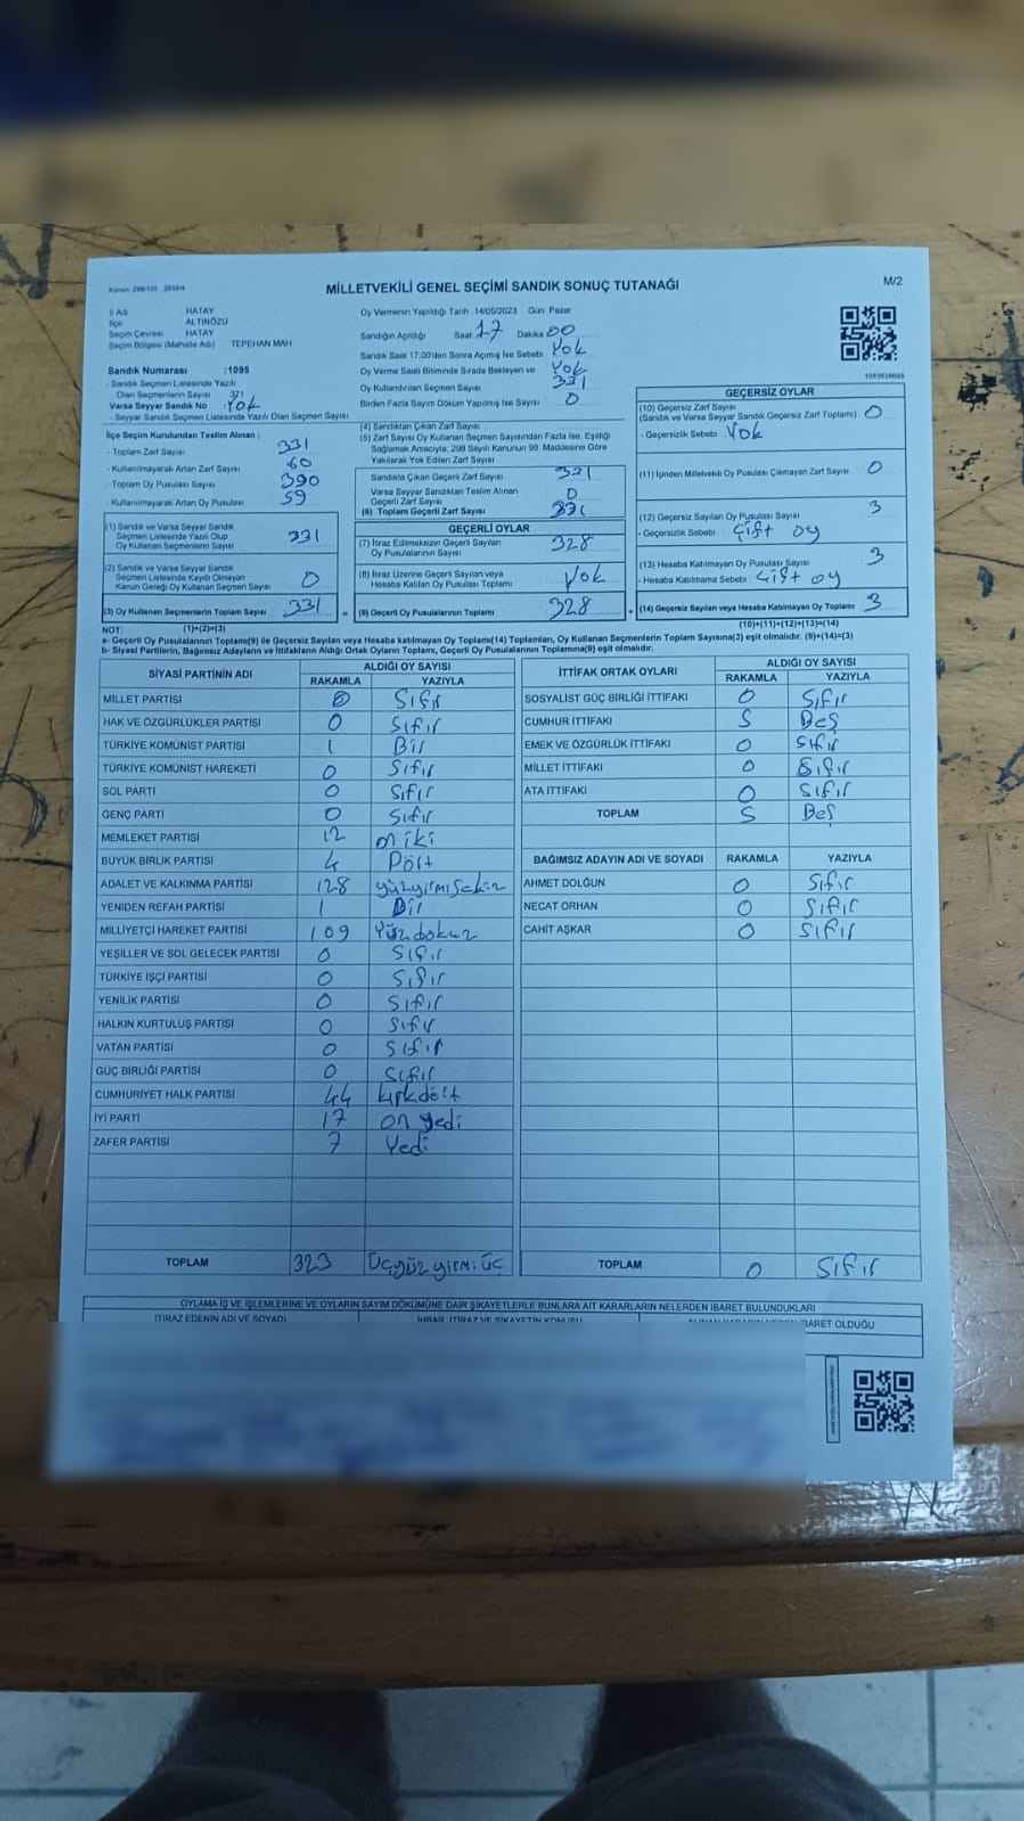 MİLLETVEKİLİ GENEL SEÇİMİ SANDIK SONUÇ TUTANAĞI
M/2
İl Adı HATAY
İlçe ALTINÖZÜ
Seçim Çevresi HATAY
Seçim Bölgesi (Mahalle Adı) TEPEHAN MAH
Sandık Numarası :1095
- Sandık Seçmen Listesinde Yazılı
Olan Seçmenlerin Sayısı
Varsa Seyyar Sandık No Yok
- Seyyar Sandık Seçmen Listesinde Yazılı Olan Seçmen Sayısı
Oy Vermenin Yapıldığı Tarih :14/05/2023 Gün: Pazar
Sandığın Açıldığı Saat 17 Dakika 00
Sandık Saat 17.00'den Sonra Açılmış İse Sebebi Yok
Oy Verme Saati Bitiminde Sırada Bekleyen ve Yok
Oy Kullandırılan Seçmen Sayısı
Birden Fazla Sayım Döküm Yapılmış İse Sayısı 0
İlçe Seçim Kurulundan Teslim Alınan :
- Toplam Zarf Sayısı
- Kullanılmayarak Artan Zarf Sayısı 60
Toplam Oy Pusulası Sayısı 390
- Kullanılmayarak Artan Oy Pusulası 59
(1) Sandık ve Varsa Seyyar Sandık
Seçmen Listesinde Yazılı Olup
Oy Kullanan Seçmenlerin Sayısı 331
(2) Sandık ve Varsa Seyyar Sandık
Seçmen Listesinde Kayıtlı Olmayan
Kanun Gereği Oy Kullanan Seçmen Sayısı 0
(3) Oy Kullanan Seçmenlerin Toplam Sayısı 331
(4) Sandıktan Çıkan Zarf Sayısı
(5) Zarf Sayısı Oy Kullanan Seçmen Sayısından Fazla İse, Eşitliği
Sağlamak Amacıyla, 298 Sayılı Kanunun 98. Maddesine Göre
Yakılarak Yok Edilen Zarf Sayısı
Sandıkta Çıkan Geçerli Zarf Sayısı
Varsa Seyyar Sandıktan Teslim Alınan
Geçerli Zarf Sayısı 0
(6) Toplam Geçerli Zarf Sayısı 331
GEÇERLİ OYLAR
(7) İtiraz Edilmeksizin Geçerli Sayılan
Oy Pusulalarının Sayısı 328
(8) İtiraz Üzerine Geçerli Sayılan veya
Hesaba Katılan Oy Pusulası Toplamı Yok
(9) Geçerli Oy Pusulalarının Toplamı 328
GEÇERSİZ OYLAR
(10) Geçersiz Zarf Sayısı
(Sandık ve Varsa Seyyar Sandık Geçersiz Zarf Toplamı) 0
- Geçersizlik Sebebi Yok
(11) İçinden Milletvekili Oy Pusulası Çıkmayan Zarf Sayısı 0
(12) Geçersiz Sayılan Oy Pusulası Sayısı 3
- Geçersizlik Sebebi Çift oy
(13) Hesaba Katılmayan Oy Pusulası Sayısı 3
- Hesaba Katılmama Sebebi Çift oy
(14) Geçersiz Sayılan veya Hesaba Katılmayan Oy Toplamı 3
NOT: (1)+(2)=(3) (10)+(11)+(12)+(13)=(14)
a- Geçerli Oy Pusulalarının Toplamı(9) ile Geçersiz Sayılan veya Hesaba katılmayan Oy Toplamı(14) Toplamları, Oy Kullanan Seçmenlerin Toplam Sayısına(3) eşit olmalıdır. (9)+(14)=(3)
b- Siyasi Partilerin, Bağımsız Adayların ve İttifakların Aldığı Ortak Oyların Toplamı, Geçerli Oy Pusulalarının Toplamına(9) eşit olmalıdır.
SİYASİ PARTİNİN ADI ALDIĞI OY SAYISI
RAKAMLA YAZIYLA
MİLLET PARTİSİ 0 Sıfır
HAK VE ÖZGÜRLÜKLER PARTİSİ 0 Sıfır
TÜRKİYE KOMÜNİST PARTİSİ 1 Bir
TÜRKİYE KOMÜNİST HAREKETİ 0 Sıfır
SOL PARTİ 0 Sıfır
GENÇ PARTİ 0 Sıfır
MEMLEKET PARTİSİ 12 on iki
BÜYÜK BİRLİK PARTİSİ 4 Dört
ADALET VE KALKINMA PARTİSİ 128 yüzyirmisekiz
YENİDEN REFAH PARTİSİ 1 Bir
MİLLİYETÇİ HAREKET PARTİSİ 109 Yüzdokuz
YEŞİLLER VE SOL GELECEK PARTİSİ 0 Sıfır
TÜRKİYE İŞÇİ PARTİSİ 0 Sıfır
YENİLİK PARTİSİ 0 Sıfır
HALKIN KURTULUŞ PARTİSİ 0 Sıfır
VATAN PARTİSİ 0 Sıfır
GÜÇ BİRLİĞİ PARTİSİ 0 Sıfır
CUMHURİYET HALK PARTİSİ 44 kırkdört
İYİ PARTİ 17 on yedi
ZAFER PARTİSİ 7 Yedi
TOPLAM 323 Üçyüz yirmi üç
İTTİFAK ORTAK OYLARI ALDIĞI OY SAYISI
RAKAMLA YAZIYLA
SOSYALİST GÜÇ BİRLİĞİ İTTİFAKI 0 Sıfır
CUMHUR İTTİFAKI 5 Beş
EMEK VE ÖZGÜRLÜK İTTİFAKI 0 Sıfır
MİLLET İTTİFAKI 0 Sıfır
ATA İTTİFAKI 0 Sıfır
TOPLAM 5 Beş
BAĞIMSIZ ADAYIN ADI VE SOYADI RAKAMLA YAZIYLA
AHMET DOLĞUN 0 Sıfır
NECAT ORHAN 0 Sıfır
CAHİT AŞKAR 0 Sıfır
TOPLAM 0 Sıfır
OYLAMA İŞ VE İŞLEMLERİNE VE OYLARIN SAYIM DÖKÜMÜNE DAİR ŞİKAYETLERLE BUNLARA AİT KARARLARIN NELERDEN İBARET BULUNDUKLARI
İTİRAZ EDENİN ADI VE SOYADI